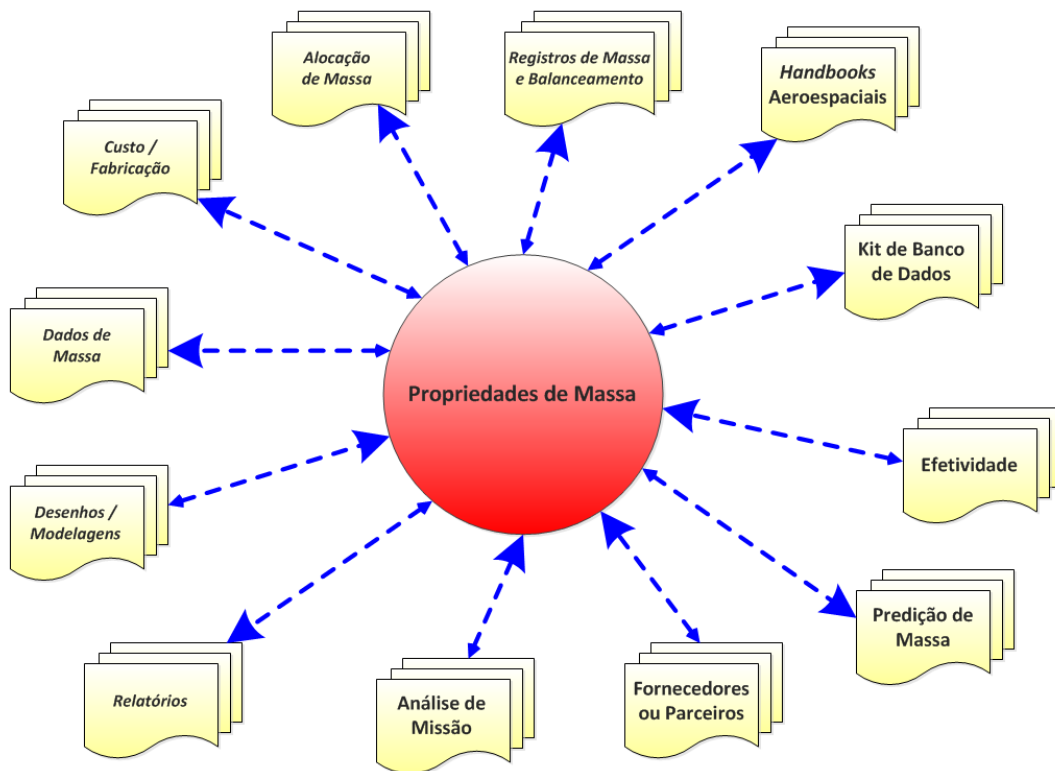 Alocação
de Massa
Registros de Massa
e Balanceamento
Handbooks
Aeroespaciais
Custo /
Fabricação
Kit de Banco
de Dados
Dados de
Massa
Propriedades de Massa
Efetividade
Desenhos /
Modelagens
Predição de
Massa
Relatórios
Análise de
Missão
Fornecedores
ou Parceiros